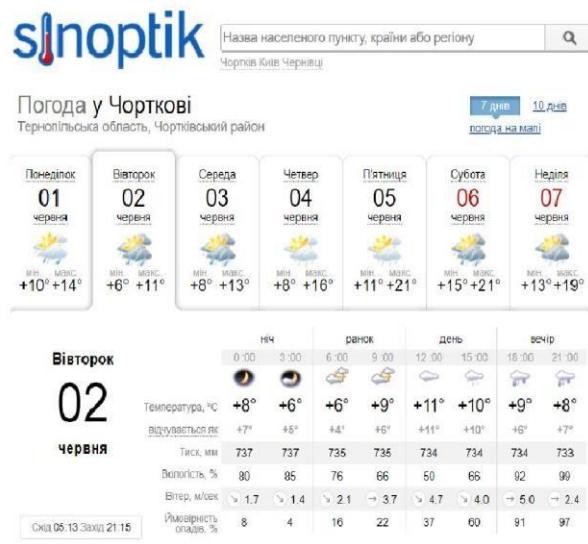 sinoptik
Назва населеного пункту, країни або регіону
Чортків Київ Чернівці
Погода у Чорткові
Тернопільська область, Чортківський район
7 днів 10 днів
погода на мапі
Понеділок Вівторок Середа Четвер П'ятниця Субота Неділя
01 02 03 04 05 06 07
червня червня червня червня червня червня червня
мін. макс. мін. макс. мін. макс. мін. макс. мін. макс. мін. макс. мін. макс.
+10° +14° +6° +11° +8° +13° +8° +16° +11° +21° +15° +21° +13° +19°
ніч ранок день вечір
Вівторок 0:00 3:00 6:00 9:00 12:00 15:00 18:00 21:00
02
червня
Температура, °C +8° +6° +6° +9° +11° +10° +9° +8°
відчувається як +7° +5° +4° +6° +11° +10° +6° +7°
Тиск, мм 737 737 735 735 734 734 734 733
Вологість, % 80 85 76 66 50 66 92 99
Вітер, м/сек 1.7 1.4 2.1 3.7 4.7 4.0 5.0 2.4
Ймовірність опадів, % 8 4 16 22 37 60 91 97
Схід 05:13 Захід 21:15